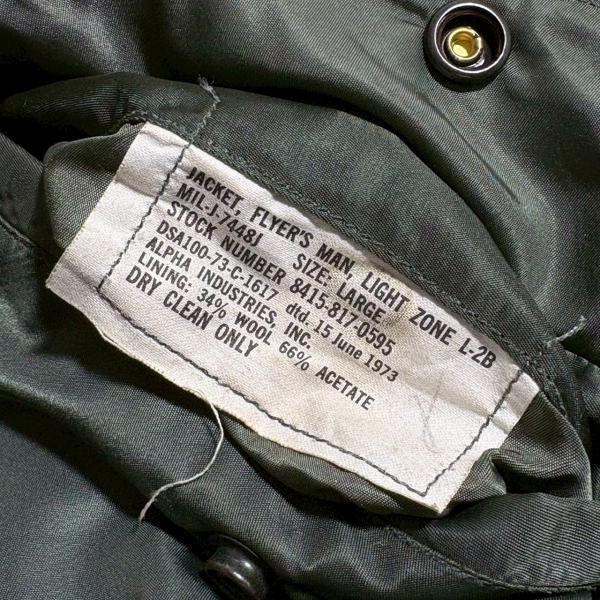 JACKET, FLYER'S MAN, LIGHT ZONE L-2B
MIL-J-7448J SIZE: LARGE
STOCK NUMBER 8415-817-0595
DSA100-73-C-1617 dtd, 15 June 1973
ALPHA INDUSTRIES, INC.
LINING: 34% WOOL 66% ACETATE
DRY CLEAN ONLY